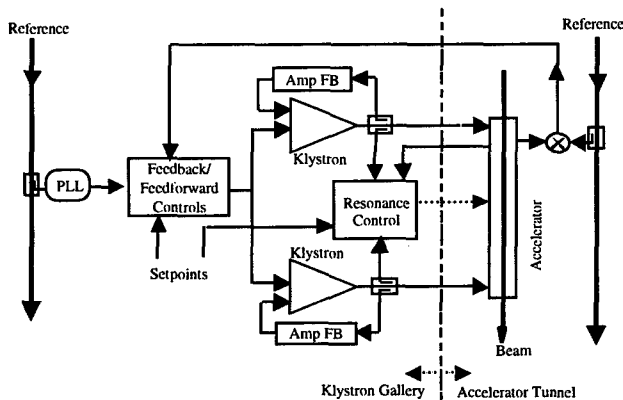 Reference
Reference
Amp FB
Klystron
PLL
Feedback/
Feedforward
Controls
Resonance
Control
Accelerator
Setpoints
Klystron
Amp FB
Beam
Klystron Gallery
Accelerator Tunnel